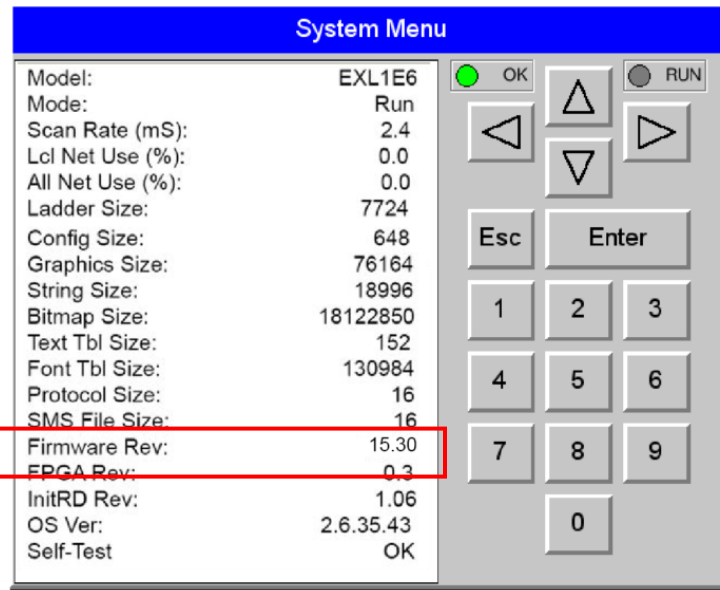 System Menu
Model: EXL1E6
Mode: Run
Scan Rate (mS): 2.4
Lcl Net Use (%): 0.0
All Net Use (%): 0.0
Ladder Size: 7724
Config Size: 648
Graphics Size: 76164
String Size: 18996
Bitmap Size: 18122850
Text Tbl Size: 152
Font Tbl Size: 130984
Protocol Size: 16
SMS File Size: 16
Firmware Rev: 15.30
FPGA Rev: 0.3
InitRD Rev: 1.06
OS Ver: 2.6.35.43
Self-Test OK
OK RUN
Esc Enter
1 2 3
4 5 6
7 8 9
0